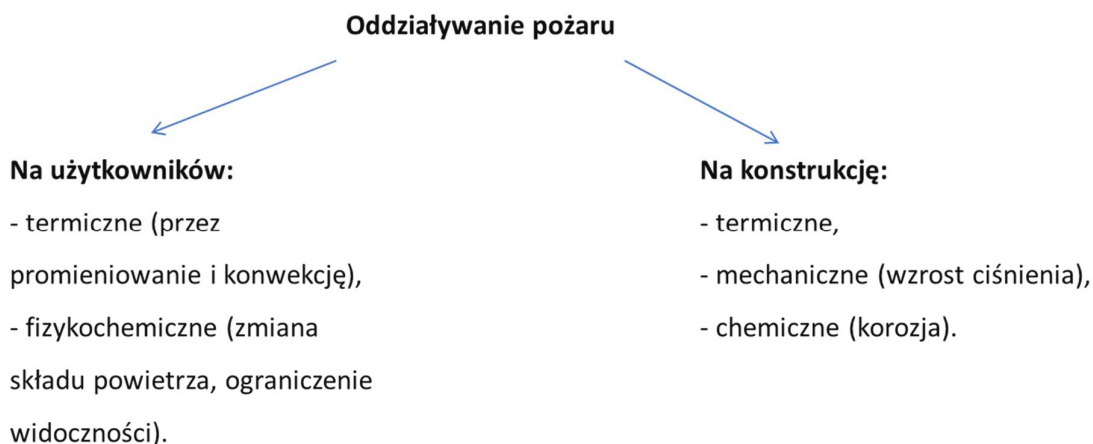 Oddziaływanie pożaru
Na użytkowników:
- termiczne (przez
promieniowanie i konwekcję),
- fizykochemiczne (zmiana
składu powietrza, ograniczenie
widoczności).
Na konstrukcję:
- termiczne,
- mechaniczne (wzrost ciśnienia),
- chemiczne (korozja).